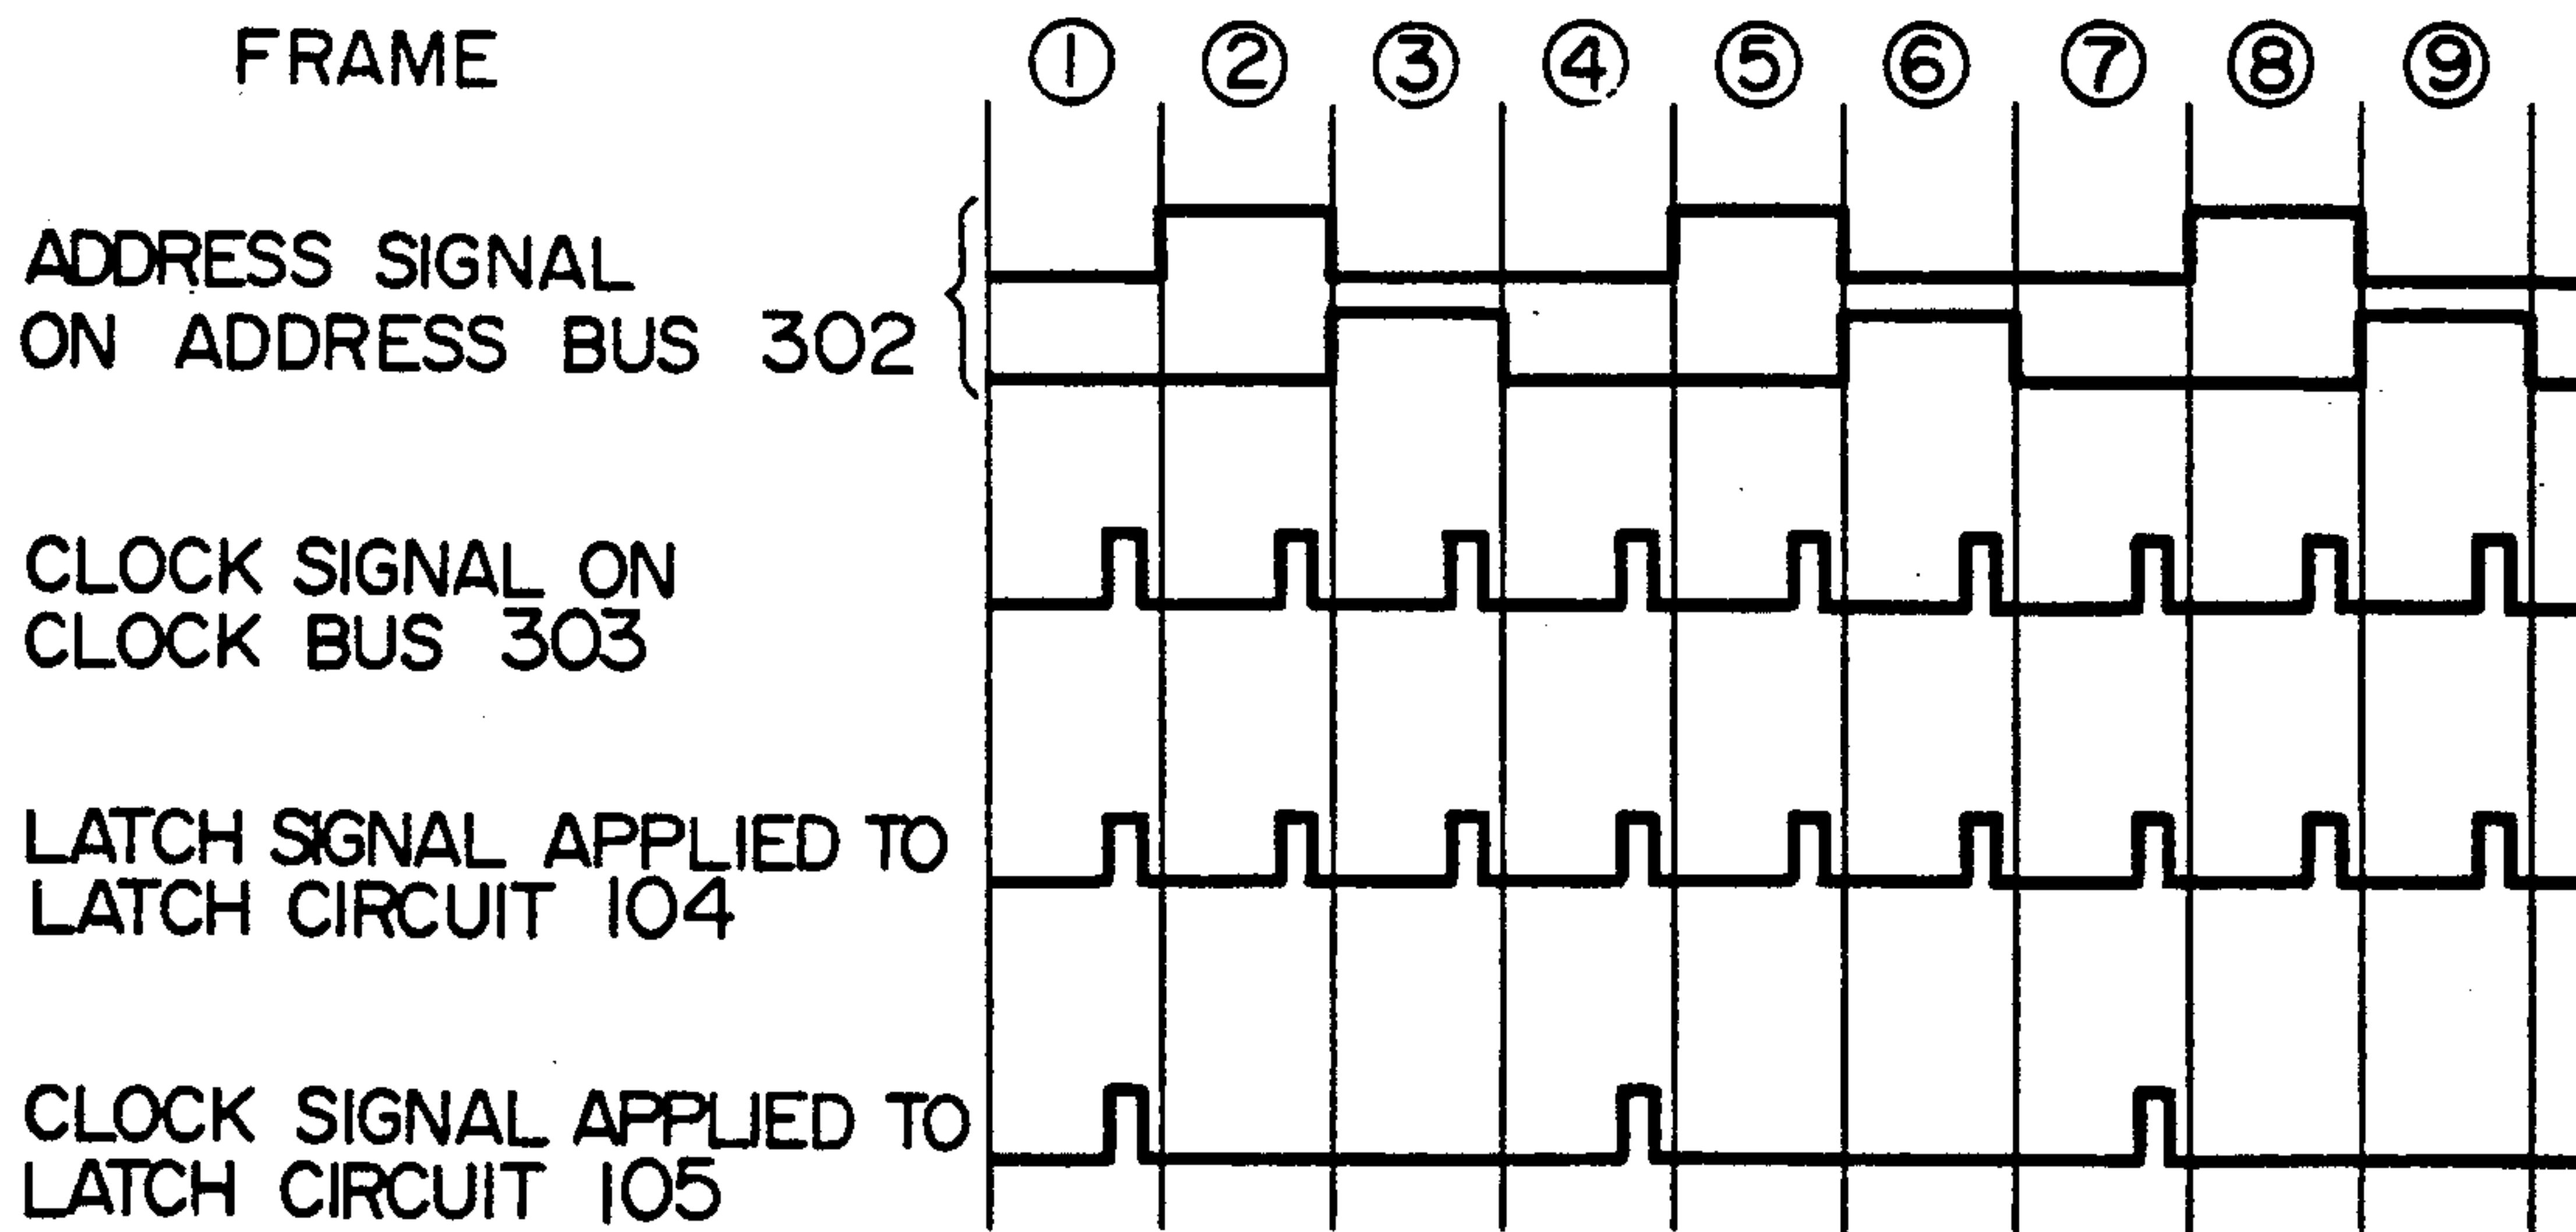 FRAME ① ② ③ ④ ⑤ ⑥ ⑦ ⑧ ⑨
ADDRESS SIGNAL
ON ADDRESS BUS 302
CLOCK SIGNAL ON
CLOCK BUS 303
LATCH SIGNAL APPLIED TO
LATCH CIRCUIT 104
CLOCK SIGNAL APPLIED TO
LATCH CIRCUIT 105